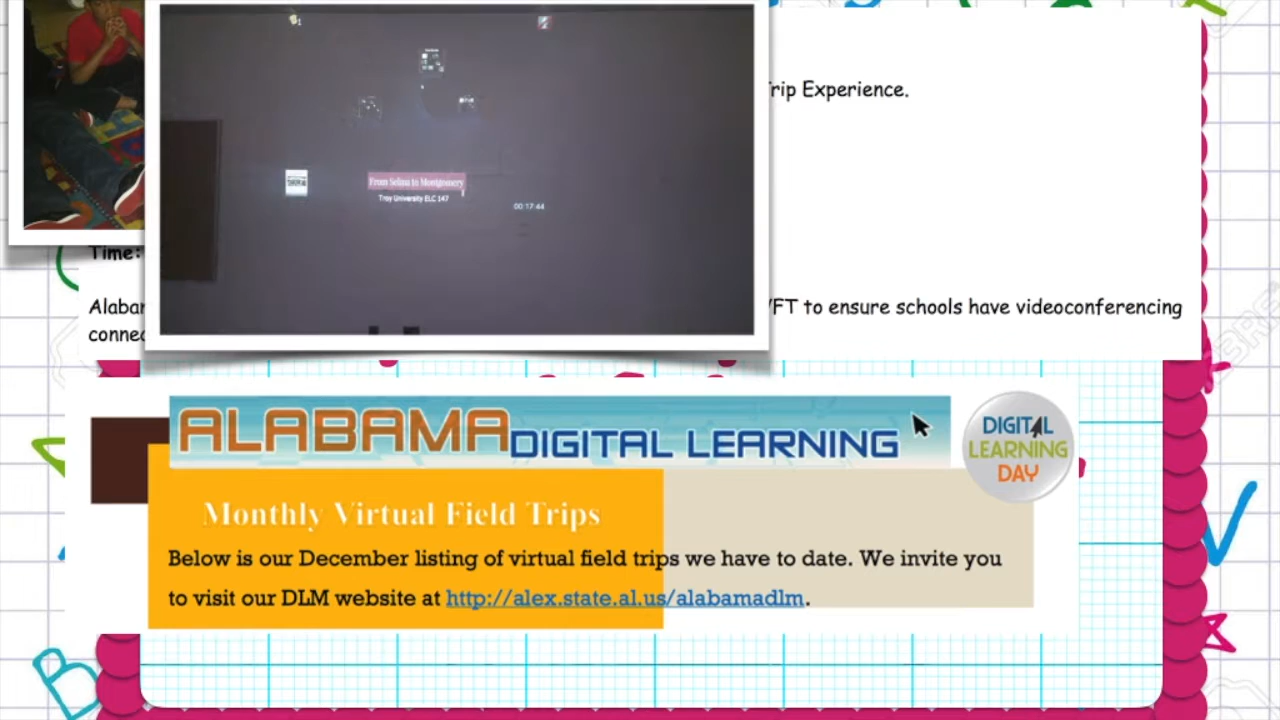 Trip Experience.
From Selma to Montgomery
Troy University ELC 147
00:17:44
Time:
VFT to ensure schools have videoconferencing
ALABAMA DIGITAL LEARNING
DIGITAL
LEARNING
DAY
Monthly Virtual Field Trips
Below is our December listing of virtual field trips we have to date. We invite you
to visit our DLM website at http://alex.state.al.us/alabamadlm.